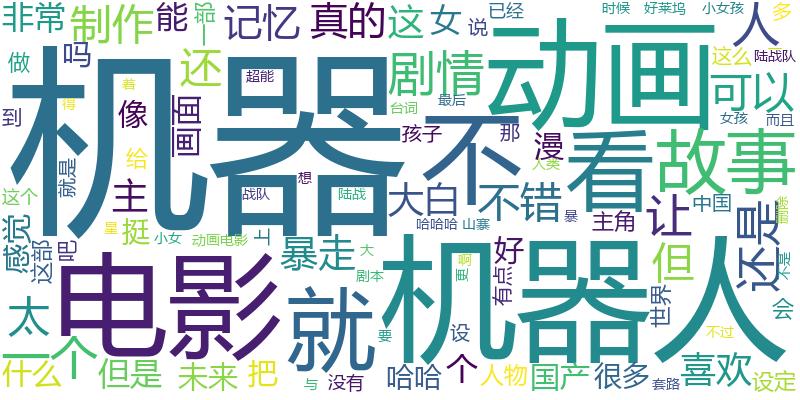 非常
制作
能
记忆
真的
这
女
说
已经
时候
好莱坞
小女孩
人
多
做
吗
还
剧情
动画
这么
陆战队
机器
超能
可以
到
像
画面
台词
最后
不
看
女孩
而且
给
孩子
那
漫
故事
人类
这个
就是
主
战队
想
陆战
大白
不错
主角
让
中国
还是
感觉
这部
吧
挺
小女
动画电影
上
暴走
哈哈哈
山寨
暴
好
有点
但
不是
大
剧本
更
世界
会
太
电影
就
机器人
要
设
不过
一个
什么
但是
未来
把
与
没有
哈哈
个
人物
国产
很多
套路
喜欢
设定